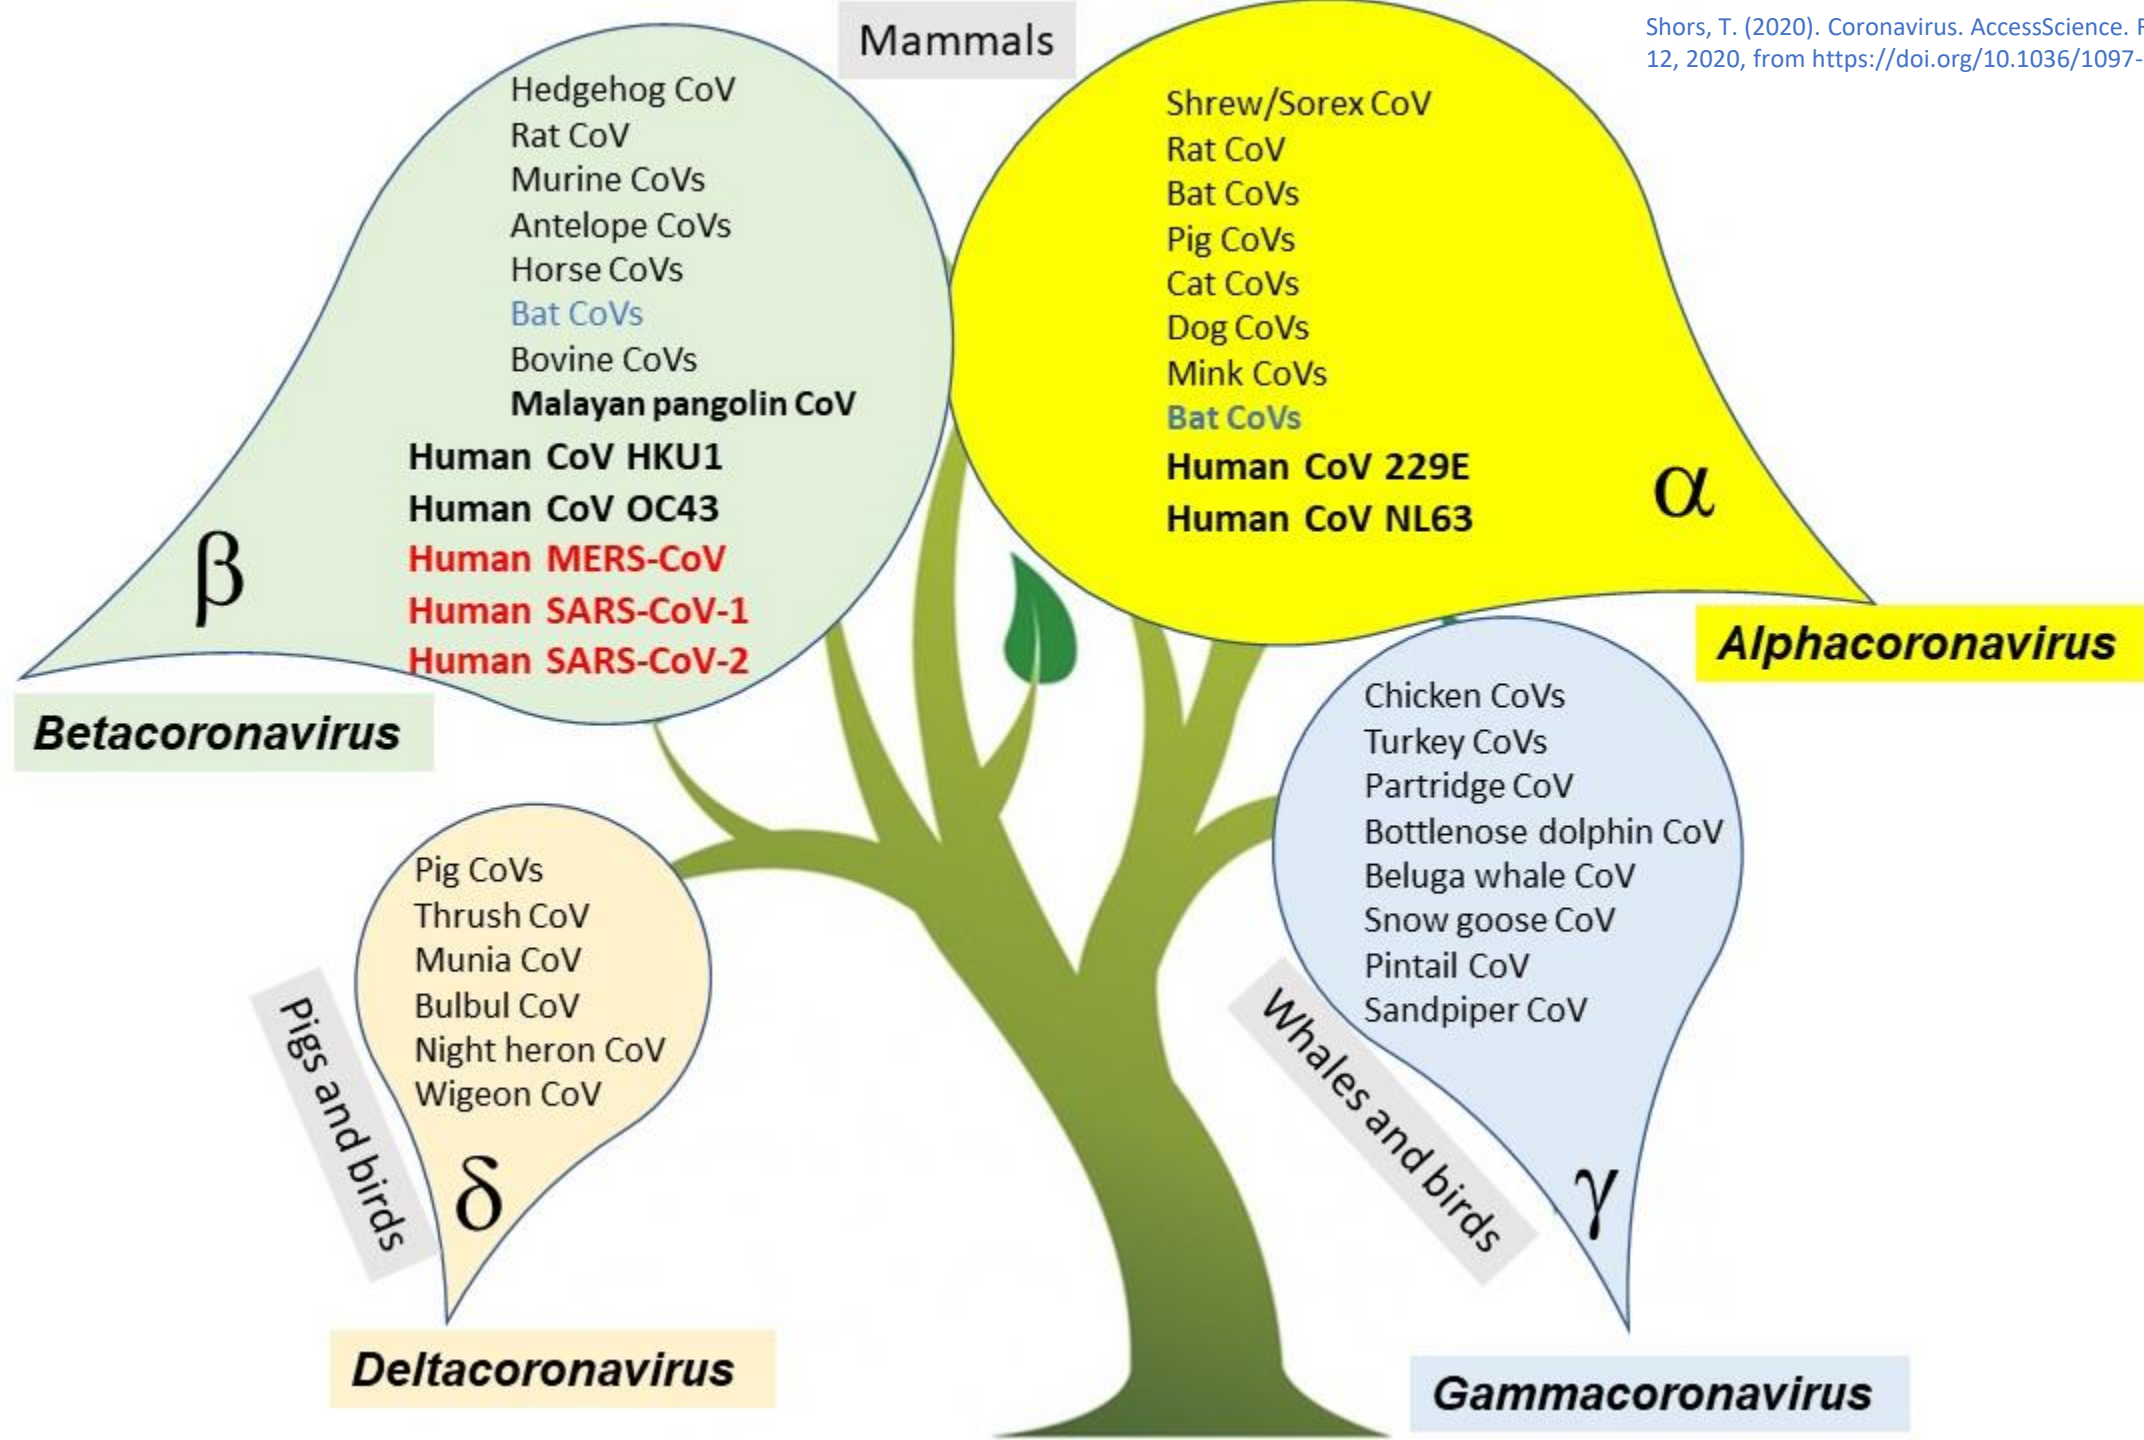 Mammals
Shors, T. (2020). Coronavirus. AccessScience.
12, 2020, from https://doi.org/10.1036/1097-
Hedgehog CoV
Rat CoV
Murine CoVs
Antelope CoVs
Horse CoVs
Bat CoVs
Bovine CoVs
Malayan pangolin CoV
Human CoV HKU1
Human CoV OC43
Human MERS-CoV
Human SARS-CoV-1
Human SARS-CoV-2
β
Betacoronavirus
Shrew/Sorex CoV
Rat CoV
Bat CoVs
Pig CoVs
Cat CoVs
Dog CoVs
Mink CoVs
Bat CoVs
Human CoV 229E
Human CoV NL63
α
Alphacoronavirus
Pig CoVs
Thrush CoV
Munia CoV
Bulbul CoV
Night heron CoV
Wigeon CoV
δ
Pigs and birds
Deltacoronavirus
Chicken CoVs
Turkey CoVs
Partridge CoV
Bottlenose dolphin CoV
Beluga whale CoV
Snow goose CoV
Pintail CoV
Sandpiper CoV
γ
Whales and birds
Gammacoronavirus